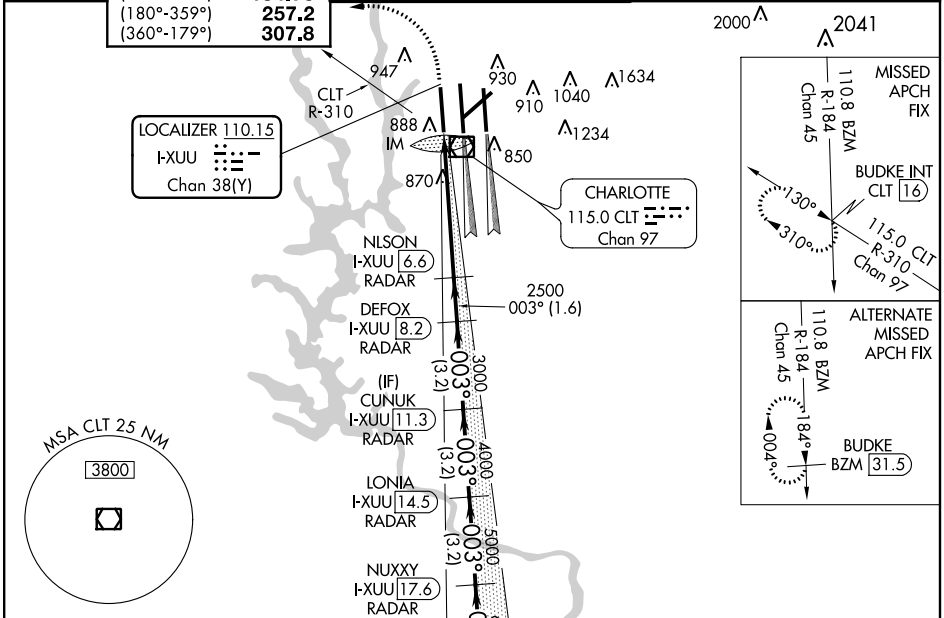 (180°-359°) 257.2
(360°-179°) 307.8
2000
2041
947
930
910
1040
1634
CLT
R-310
888
IM
850
1234
870
LOCALIZER 110.15
I-XUU
Chan 38(Y)
CHARLOTTE
115.0 CLT
Chan 97
NLSON
I-XUU 6.6
RADAR
2500
003° (1.6)
DEFOX
I-XUU 8.2
RADAR
3000
003°
(3.2)
(IF)
CUNUK
I-XUU 11.3
RADAR
4000
003°
(3.2)
LONIA
I-XUU 14.5
RADAR
5000
003°
(3.2)
NUXXY
I-XUU 17.6
RADAR
MSA CLT 25 NM
3800
MISSED
APCH
FIX
110.8 BZM
R-184
Chan 45
BUDKE INT
CLT 16
130°
310°
115.0 CLT
R-310
Chan 97
ALTERNATE
MISSED
APCH FIX
110.8 BZM
R-184
Chan 45
184°
004°
BUDKE
BZM 31.5